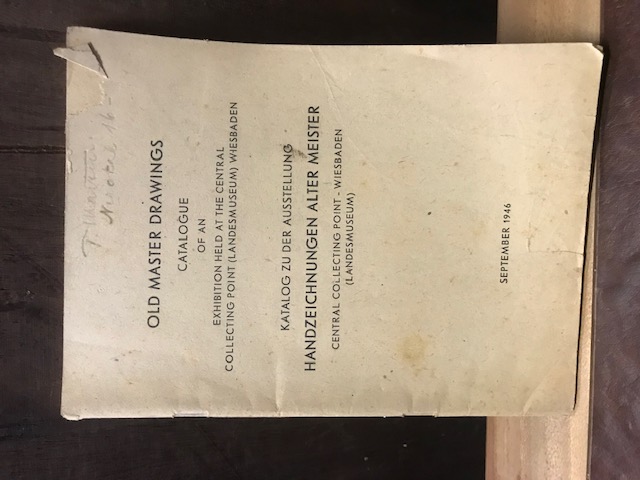 OLD MASTER DRAWINGS
CATALOGUE
OF AN
EXHIBITION HELD AT THE CENTRAL
COLLECTING POINT (LANDESMUSEUM) WIESBADEN
KATALOG ZU DER AUSSTELLUNG
HANDZEICHNUNGEN ALTER MEISTER
CENTRAL COLLECTING POINT - WIESBADEN
(LANDESMUSEUM)
SEPTEMBER 1946